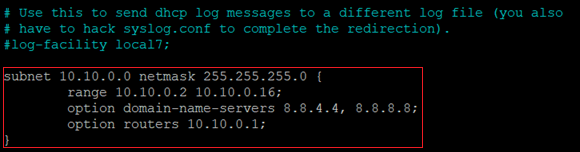 # Use this to send dhcp log messages to a different log file (you also
# have to hack syslog.conf to complete the redirection).
#log-facility local7;
subnet 10.10.0.0 netmask 255.255.255.0 {
range 10.10.0.2 10.10.0.16;
option domain-name-servers 8.8.4.4, 8.8.8.8;
option routers 10.10.0.1;
}